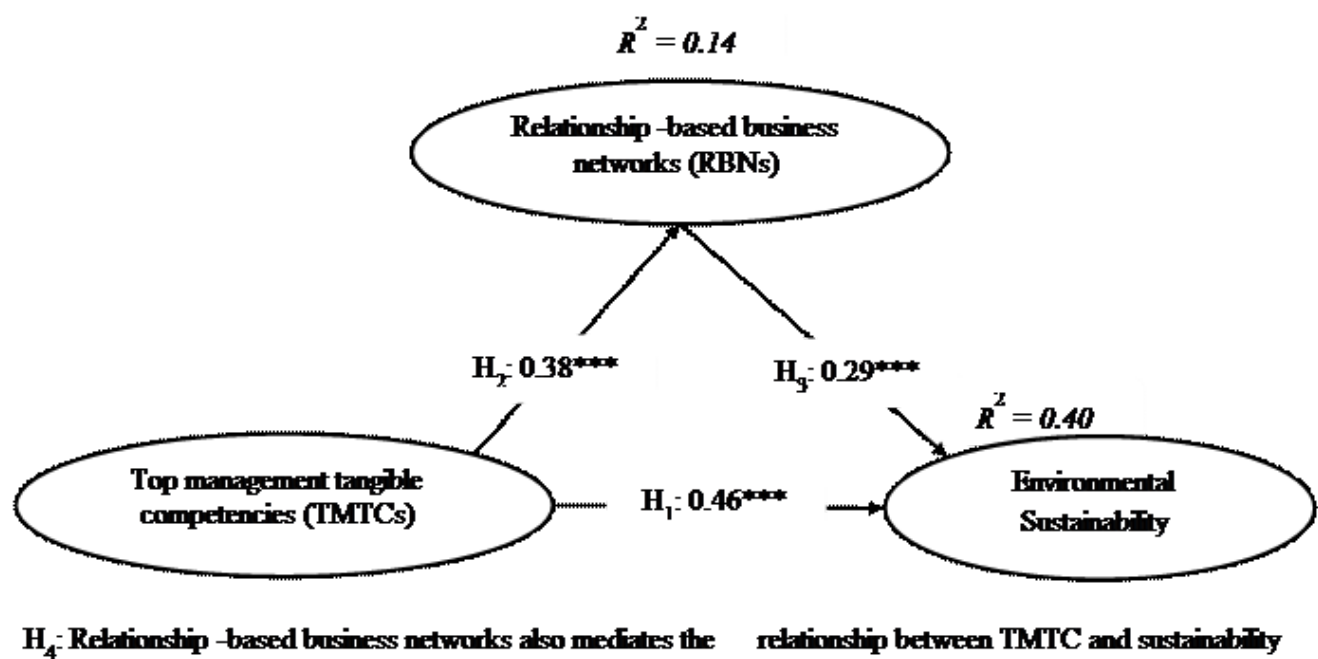 R² = 0.14
Relationship -based business
networks (RBNs)
H₂: 0.38***
H₃: 0.29***
R² = 0.40
Top management tangible
competencies (TMTCs)
H₁: 0.46***
Environmental
Sustainability
H₄: Relationship -based business networks also mediates the relationship between TMTC and sustainability